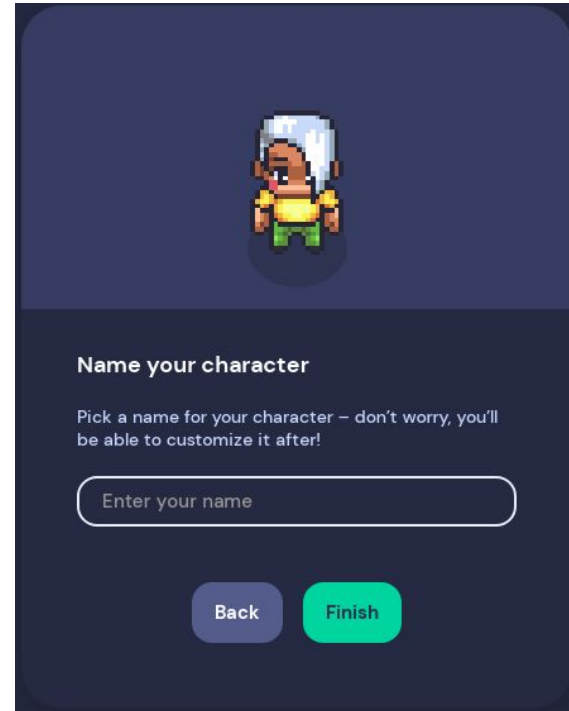 Name your character
Pick a name for your character – don’t worry, you’ll
be able to customize it after!
Enter your name
Back
Finish